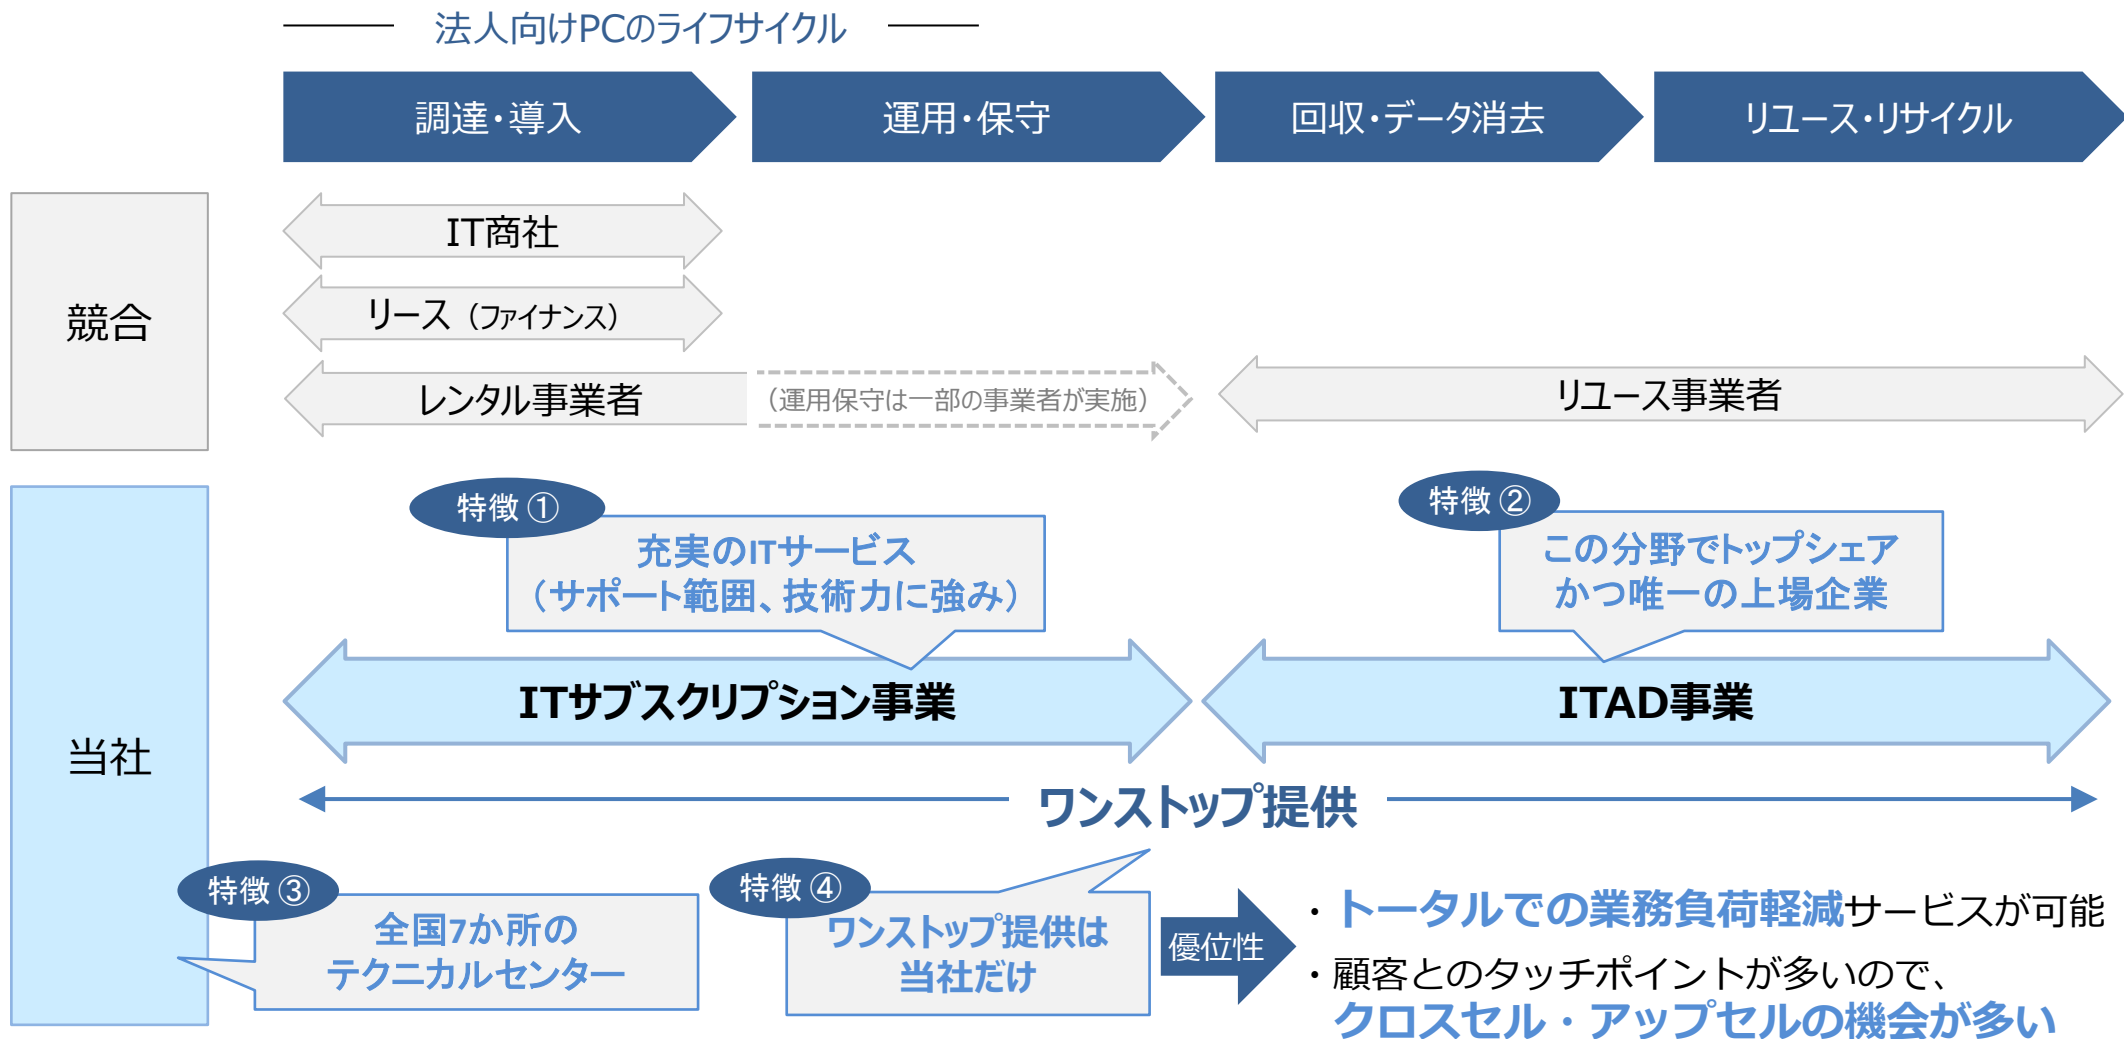 法人向けPCのライフサイクル
調達・導入
運用・保守
回収・データ消去
リユース・リサイクル
競合
IT商社
リース（ファイナンス）
レンタル事業者
（運用保守は一部の事業者が実施）
リユース事業者
当社
特徴 ①
充実のITサービス
（サポート範囲、技術力に強み）
特徴 ②
この分野でトップシェア
かつ唯一の上場企業
ITサブスクリプション事業
ITAD事業
ワンストップ提供
特徴 ③
全国7か所の
テクニカルセンター
特徴 ④
ワンストップ提供は
当社だけ
優位性
・トータルでの業務負荷軽減サービスが可能
・顧客とのタッチポイントが多いので、
クロスセル・アップセルの機会が多い